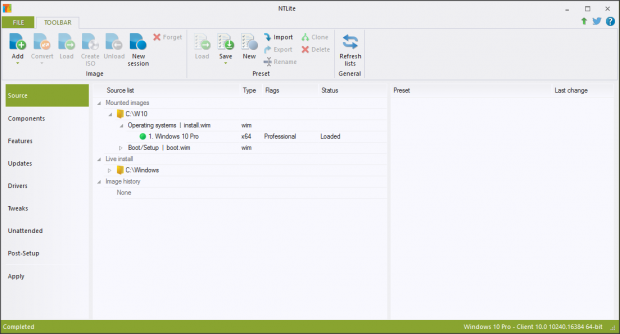 NTLite
FILE TOOLBAR
Add Convert Load Create ISO Unload New session Forget
Image
Load Save New Import Export Rename Clone Delete
Preset
Refresh lists
General
Source
Components
Features
Updates
Drivers
Tweaks
Unattended
Post-Setup
Apply
Source list Type Flags Status
Mounted images
C:\W10
Operating systems | install.wim wim
1. Windows 10 Pro x64 Professional Loaded
Boot/Setup | boot.wim wim
Live install
C:\Windows
Image history
None
Preset Last change
Completed Windows 10 Pro - Client 10.0 10240.16384 64-bit